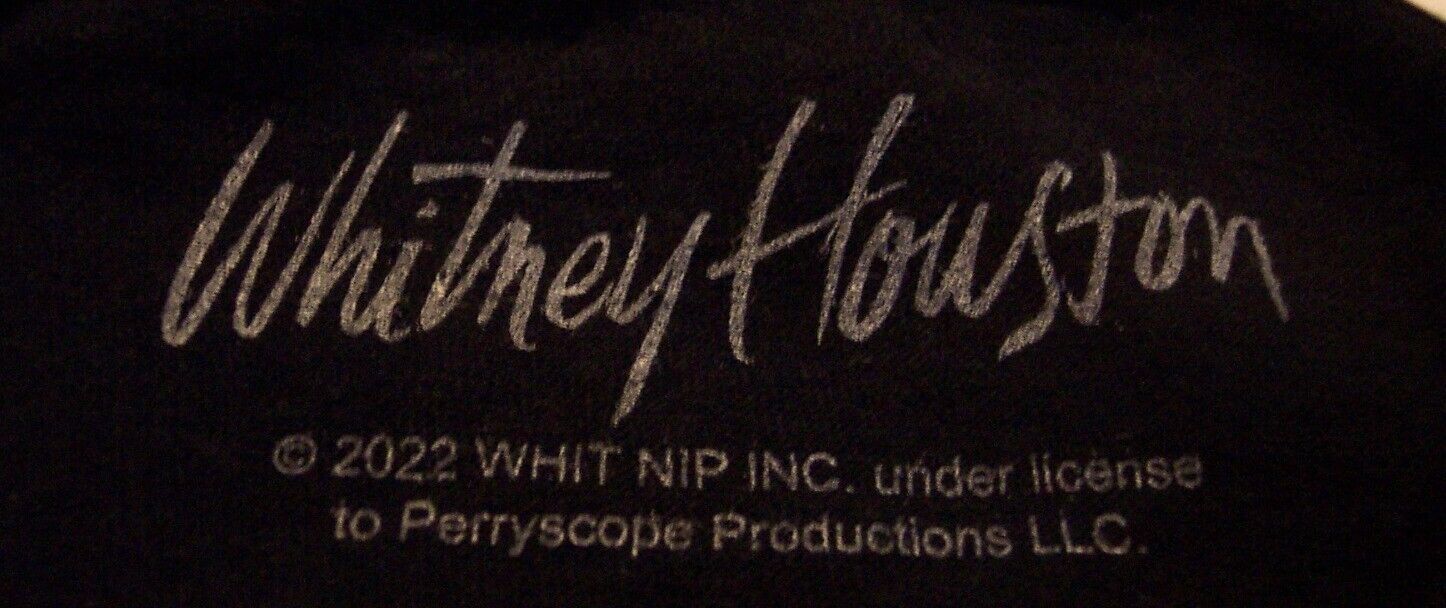 Whitney Houston
© 2022 WHIT NIP INC. under license
to Perryscope Productions LLC.